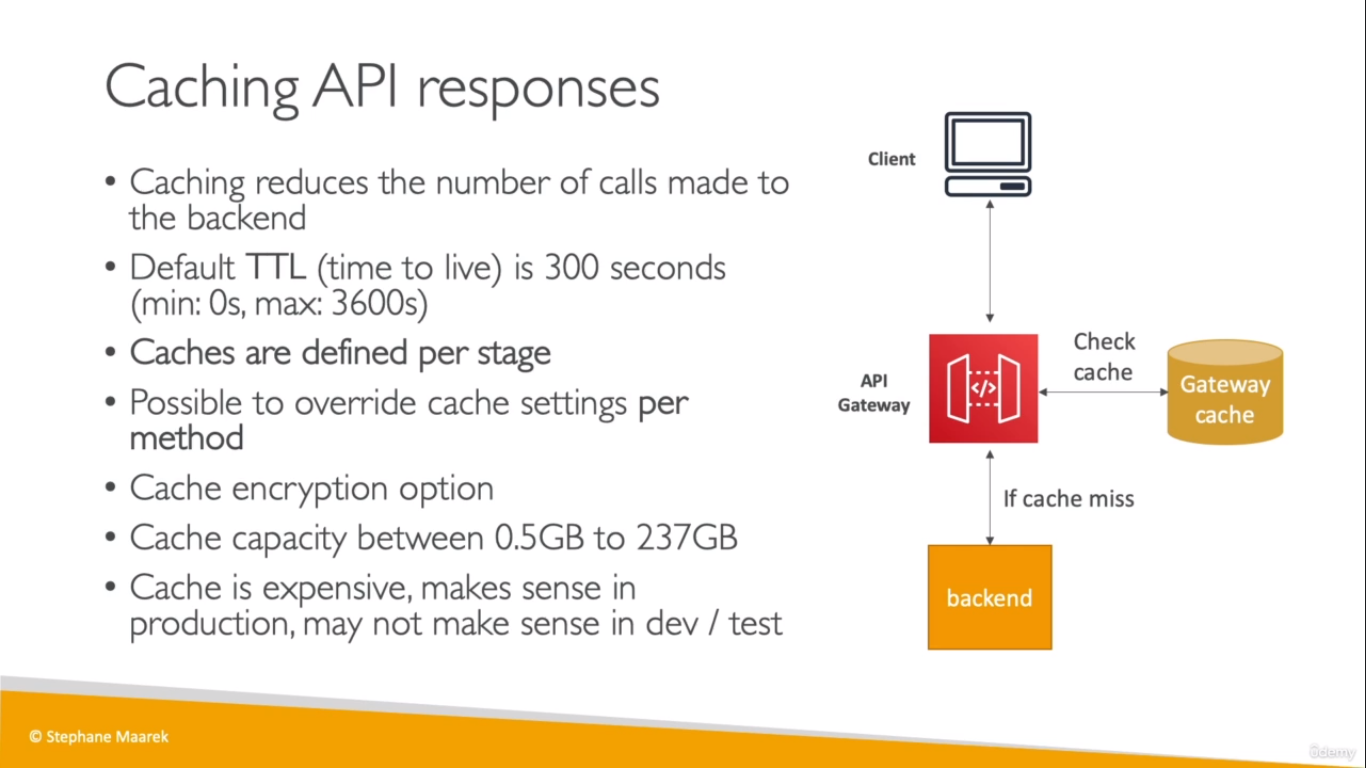 Caching API responses
• Caching reduces the number of calls made to
the backend
• Default TTL (time to live) is 300 seconds
(min: 0s, max: 3600s)
• Caches are defined per stage
• Possible to override cache settings per
method
• Cache encryption option
• Cache capacity between 0.5GB to 237GB
• Cache is expensive, makes sense in
production, may not make sense in dev / test
Client
API
Gateway
</>
Check
cache
Gateway
cache
If cache miss
backend
© Stephane Maarek
ûdemy